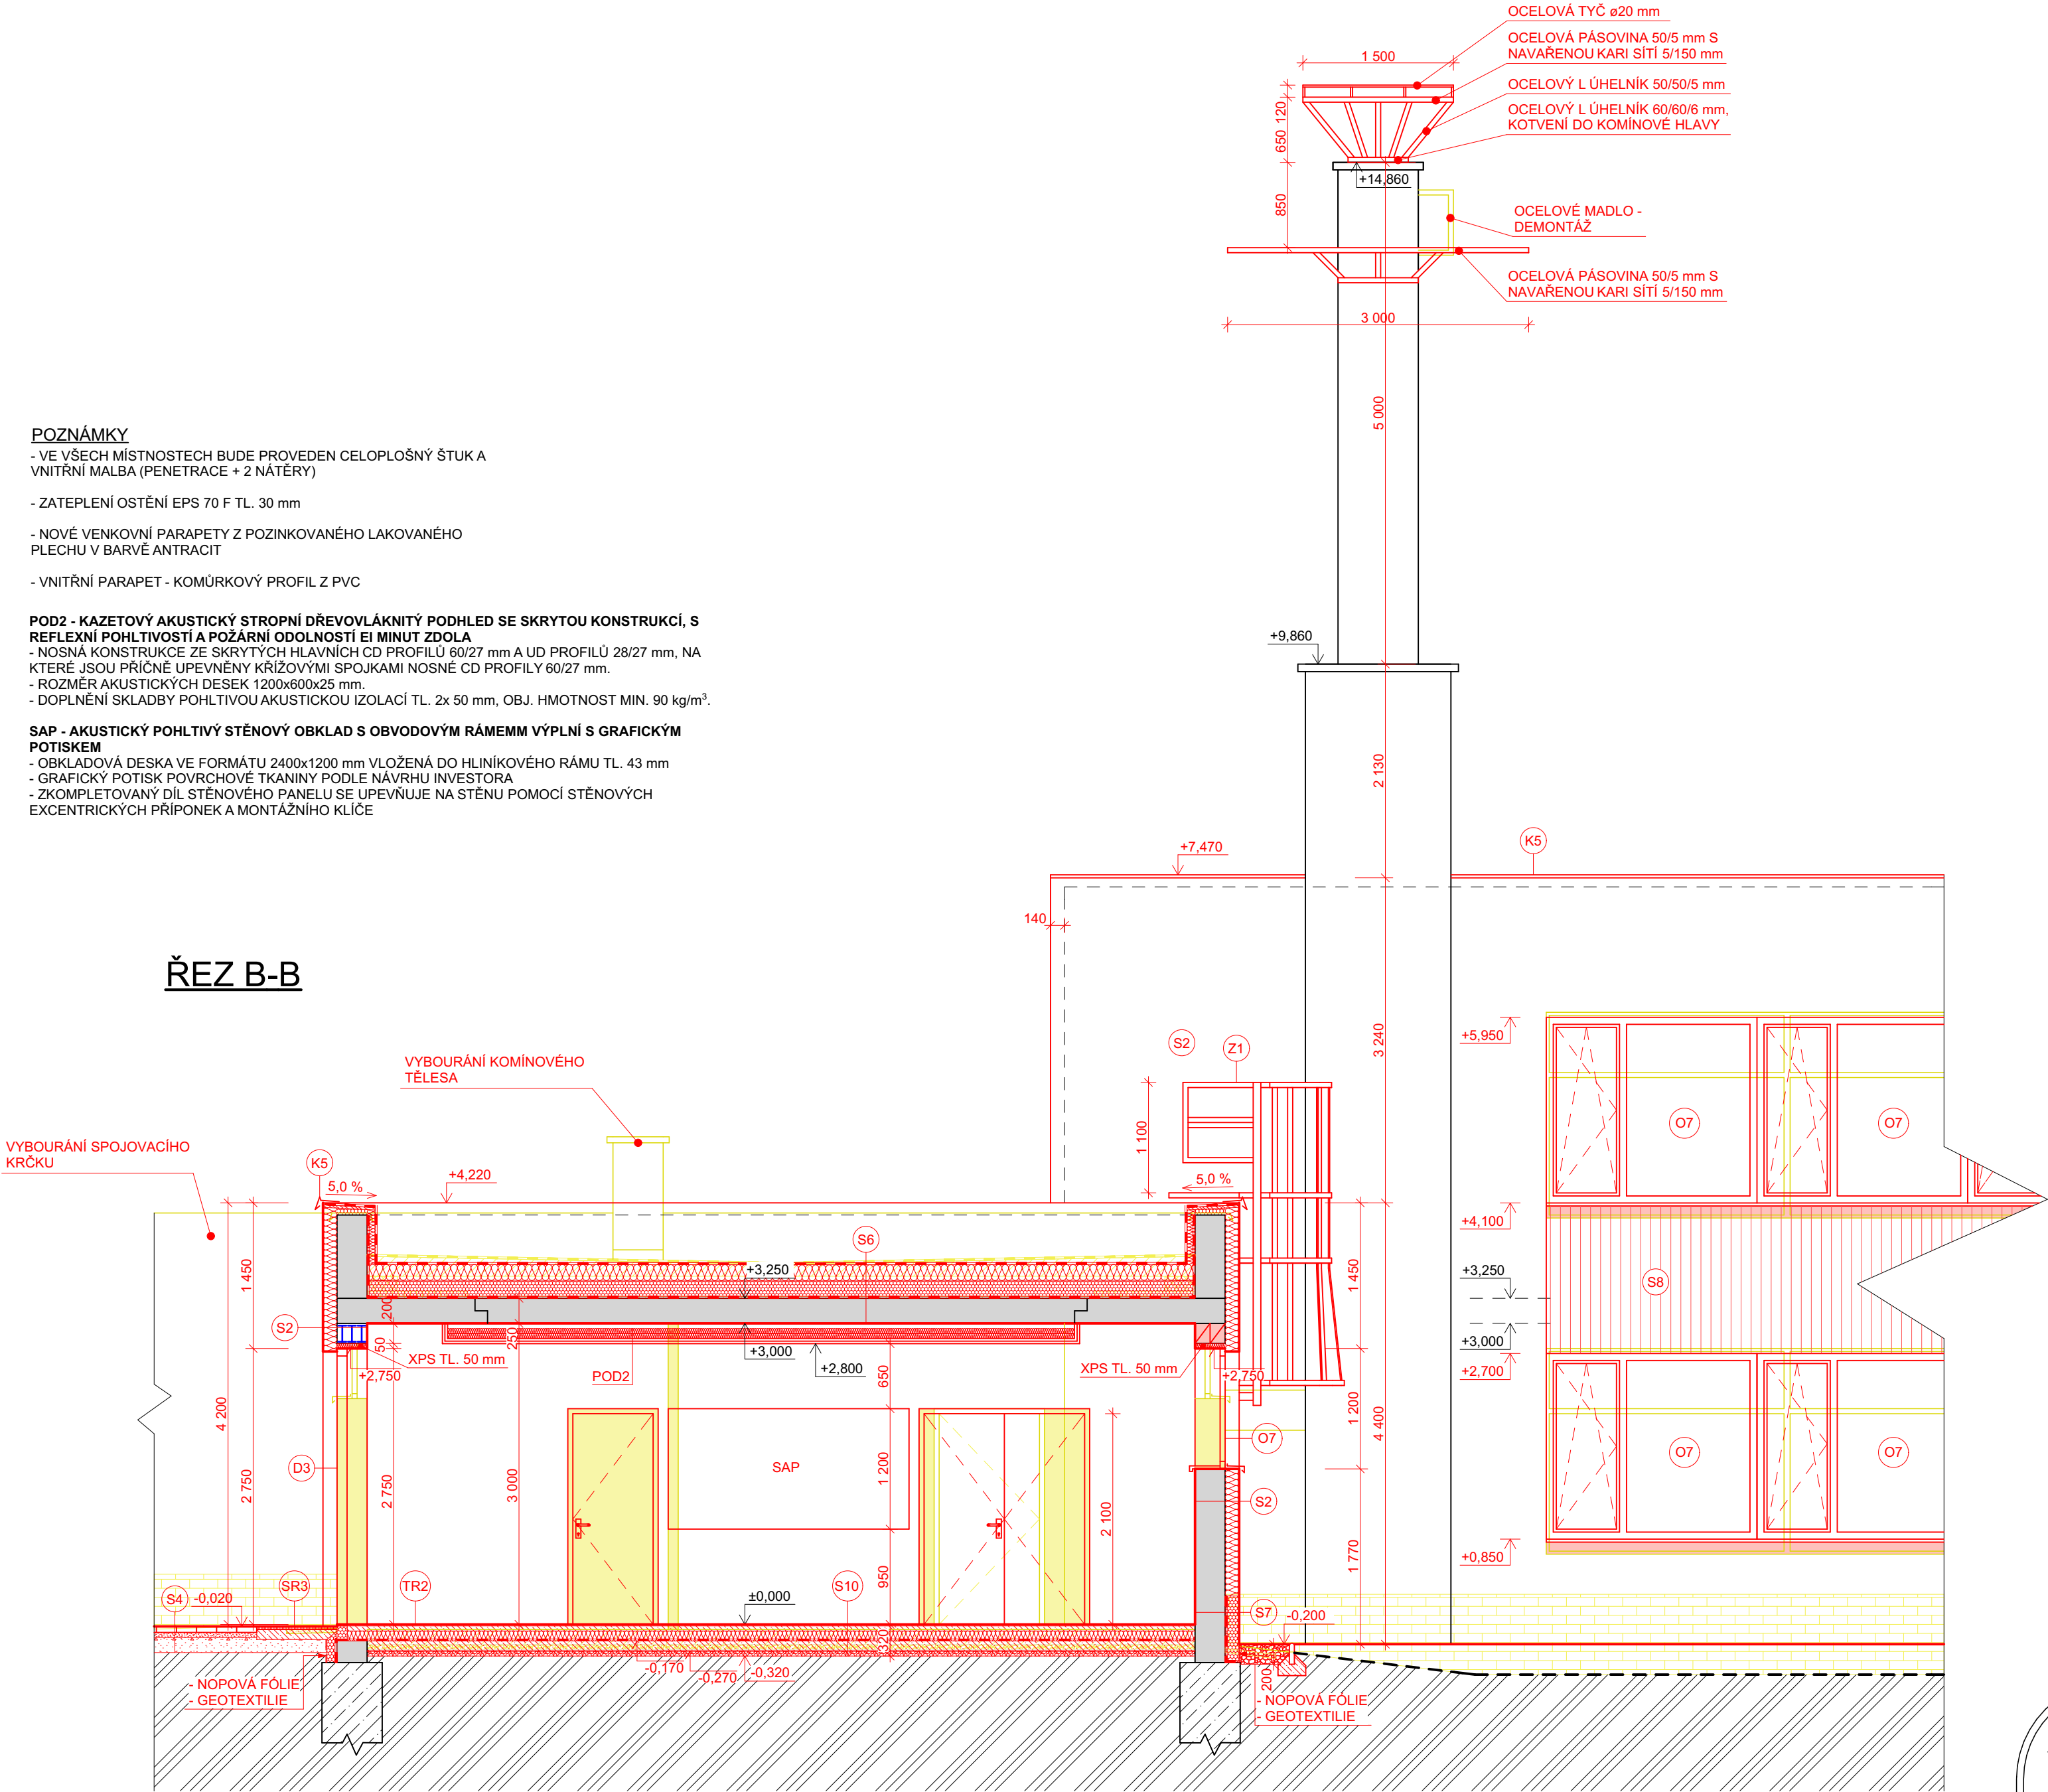 OCELOVÁ TYČ ø20 mm
OCELOVÁ PÁSOVINA 50/5 mm S
NAVAŘENOU KARI SÍTÍ 5/150 mm
OCELOVÝ L ÚHELNÍK 50/50/5 mm
OCELOVÝ L ÚHELNÍK 60/60/6 mm,
KOTVENÍ DO KOMÍNOVÉ HLAVY
1 500
120
650
+14,860
850
OCELOVÉ MADLO -
DEMONTÁŽ
OCELOVÁ PÁSOVINA 50/5 mm S
NAVAŘENOU KARI SÍTÍ 5/150 mm
3 000
5 000
POZNÁMKY
- VE VŠECH MÍSTNOSTECH BUDE PROVEDEN CELOPLOŠNÝ ŠTUK A
VNITŘNÍ MALBA (PENETRACE + 2 NÁTĚRY)
- ZATEPLENÍ OSTĚNÍ EPS 70 F TL. 30 mm
- NOVÉ VENKOVNÍ PARAPETY Z POZINKOVANÉHO LAKOVANÉHO
PLECHU V BARVĚ ANTRACIT
- VNITŘNÍ PARAPET - KOMŮRKOVÝ PROFIL Z PVC
POD2 - KAZETOVÝ AKUSTICKÝ STROPNÍ DŘEVOVLÁKNITÝ PODHLED SE SKRYTOU KONSTRUKCÍ, S
REFLEXNÍ POHLTIVOSTÍ A POŽÁRNÍ ODOLNOSTÍ EI MINUT ZDOLA
- NOSNÁ KONSTRUKCE ZE SKRYTÝCH HLAVNÍCH CD PROFILŮ 60/27 mm A UD PROFILŮ 28/27 mm, NA
KTERÉ JSOU PŘÍČNĚ UPEVNĚNY KŘÍŽOVÝMI SPOJKAMI NOSNÉ CD PROFILY 60/27 mm.
- ROZMĚR AKUSTICKÝCH DESEK 1200x600x25 mm.
- DOPLNĚNÍ SKLADBY POHLTIVOU AKUSTICKOU IZOLACÍ TL. 2x 50 mm, OBJ. HMOTNOST MIN. 90 kg/m³.
SAP - AKUSTICKÝ POHLTIVÝ STĚNOVÝ OBKLAD S OBVODOVÝM RÁMEMM VÝPLNÍ S GRAFICKÝM
POTISKEM
- OBKLADOVÁ DESKA VE FORMÁTU 2400x1200 mm VLOŽENÁ DO HLINÍKOVÉHO RÁMU TL. 43 mm
- GRAFICKÝ POTISK POVRCHOVÉ TKANINY PODLE NÁVRHU INVESTORA
- ZKOMPLETOVANÝ DÍL STĚNOVÉHO PANELU SE UPEVŇUJE NA STĚNU POMOCÍ STĚNOVÝCH
EXCENTRICKÝCH PŘÍPONEK A MONTÁŽNÍHO KLÍČE
+9,860
2 130
+7,470
K5
140
ŘEZ B-B
3 240
S2
Z1
+5,950
VYBOURÁNÍ KOMÍNOVÉHO
TĚLESA
1 100
O7
O7
VYBOURÁNÍ SPOJOVACÍHO
KRČKU
K5
5,0 %
+4,220
5,0 %
+4,100
1 450
S6
+3,250
1 450
+3,250
S8
200
S2
50
250
XPS TL. 50 mm
+2,750
+3,000
+2,800
POD2
650
XPS TL. 50 mm
+2,750
+3,000
+2,700
4 200
1 200
4 400
D3
2 750
2 750
3 000
SAP
1 200
2 100
O7
O7
O7
S2
1 770
+0,850
950
S4
-0,020
SR3
TR2
±0,000
S10
S7
-0,200
320
-0,170
-0,270
-0,320
200
- NOPOVÁ FÓLIE
- GEOTEXTILIE
- NOPOVÁ FÓLIE
- GEOTEXTILIE